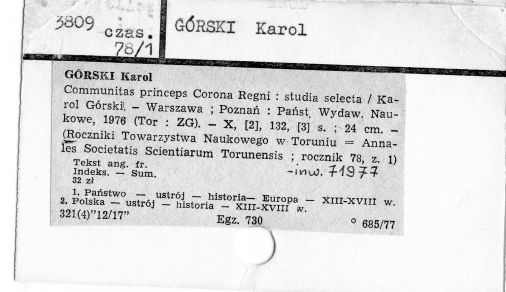 3809 czas. GÓRSKI Karol
78/1
GÓRSKI Karol
Communitas princeps Corona Regni : studia selecta / Ka-
rol Górski. – Warszawa ; Poznań : Państ. Wydaw. Nau-
kowe, 1976 (Tor : ZG). – X, [2], 132, [3] s. ; 24 cm. –
(Roczniki Towarzystwa Naukowego w Toruniu = Anna-
les Societatis Scientiarum Torunensis ; rocznik 78, z. 1)
Tekst ang. fr.
Indeks. — Sum. -inw. 71977
32 zł
1. Państwo — ustrój — historia— Europa — XIII-XVIII w.
2. Polska — ustrój — historia — XIII-XVIII w.
321(4)"12/17" Egz. 730 ° 685/77